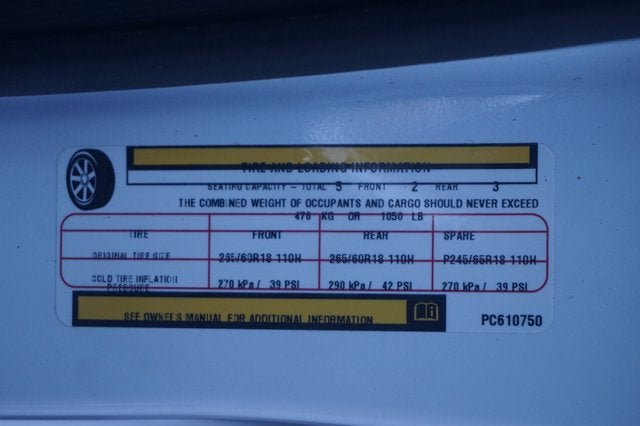 TIRE AND LOADING INFORMATION
SEATING CAPACITY - TOTAL 5 FRONT 2 REAR 3
THE COMBINED WEIGHT OF OCCUPANTS AND CARGO SHOULD NEVER EXCEED
476 KG OR 1050 LB
TIRE FRONT REAR SPARE
ORIGINAL TIRE SIZE 265/60R18 110H 265/60R18 110H P245/65R18 110H
COLD TIRE INFLATION PRESSURE 270 kPa / 39 PSI 290 kPa / 42 PSI 270 kPa / 39 PSI
SEE OWNER'S MANUAL FOR ADDITIONAL INFORMATION
PC610750